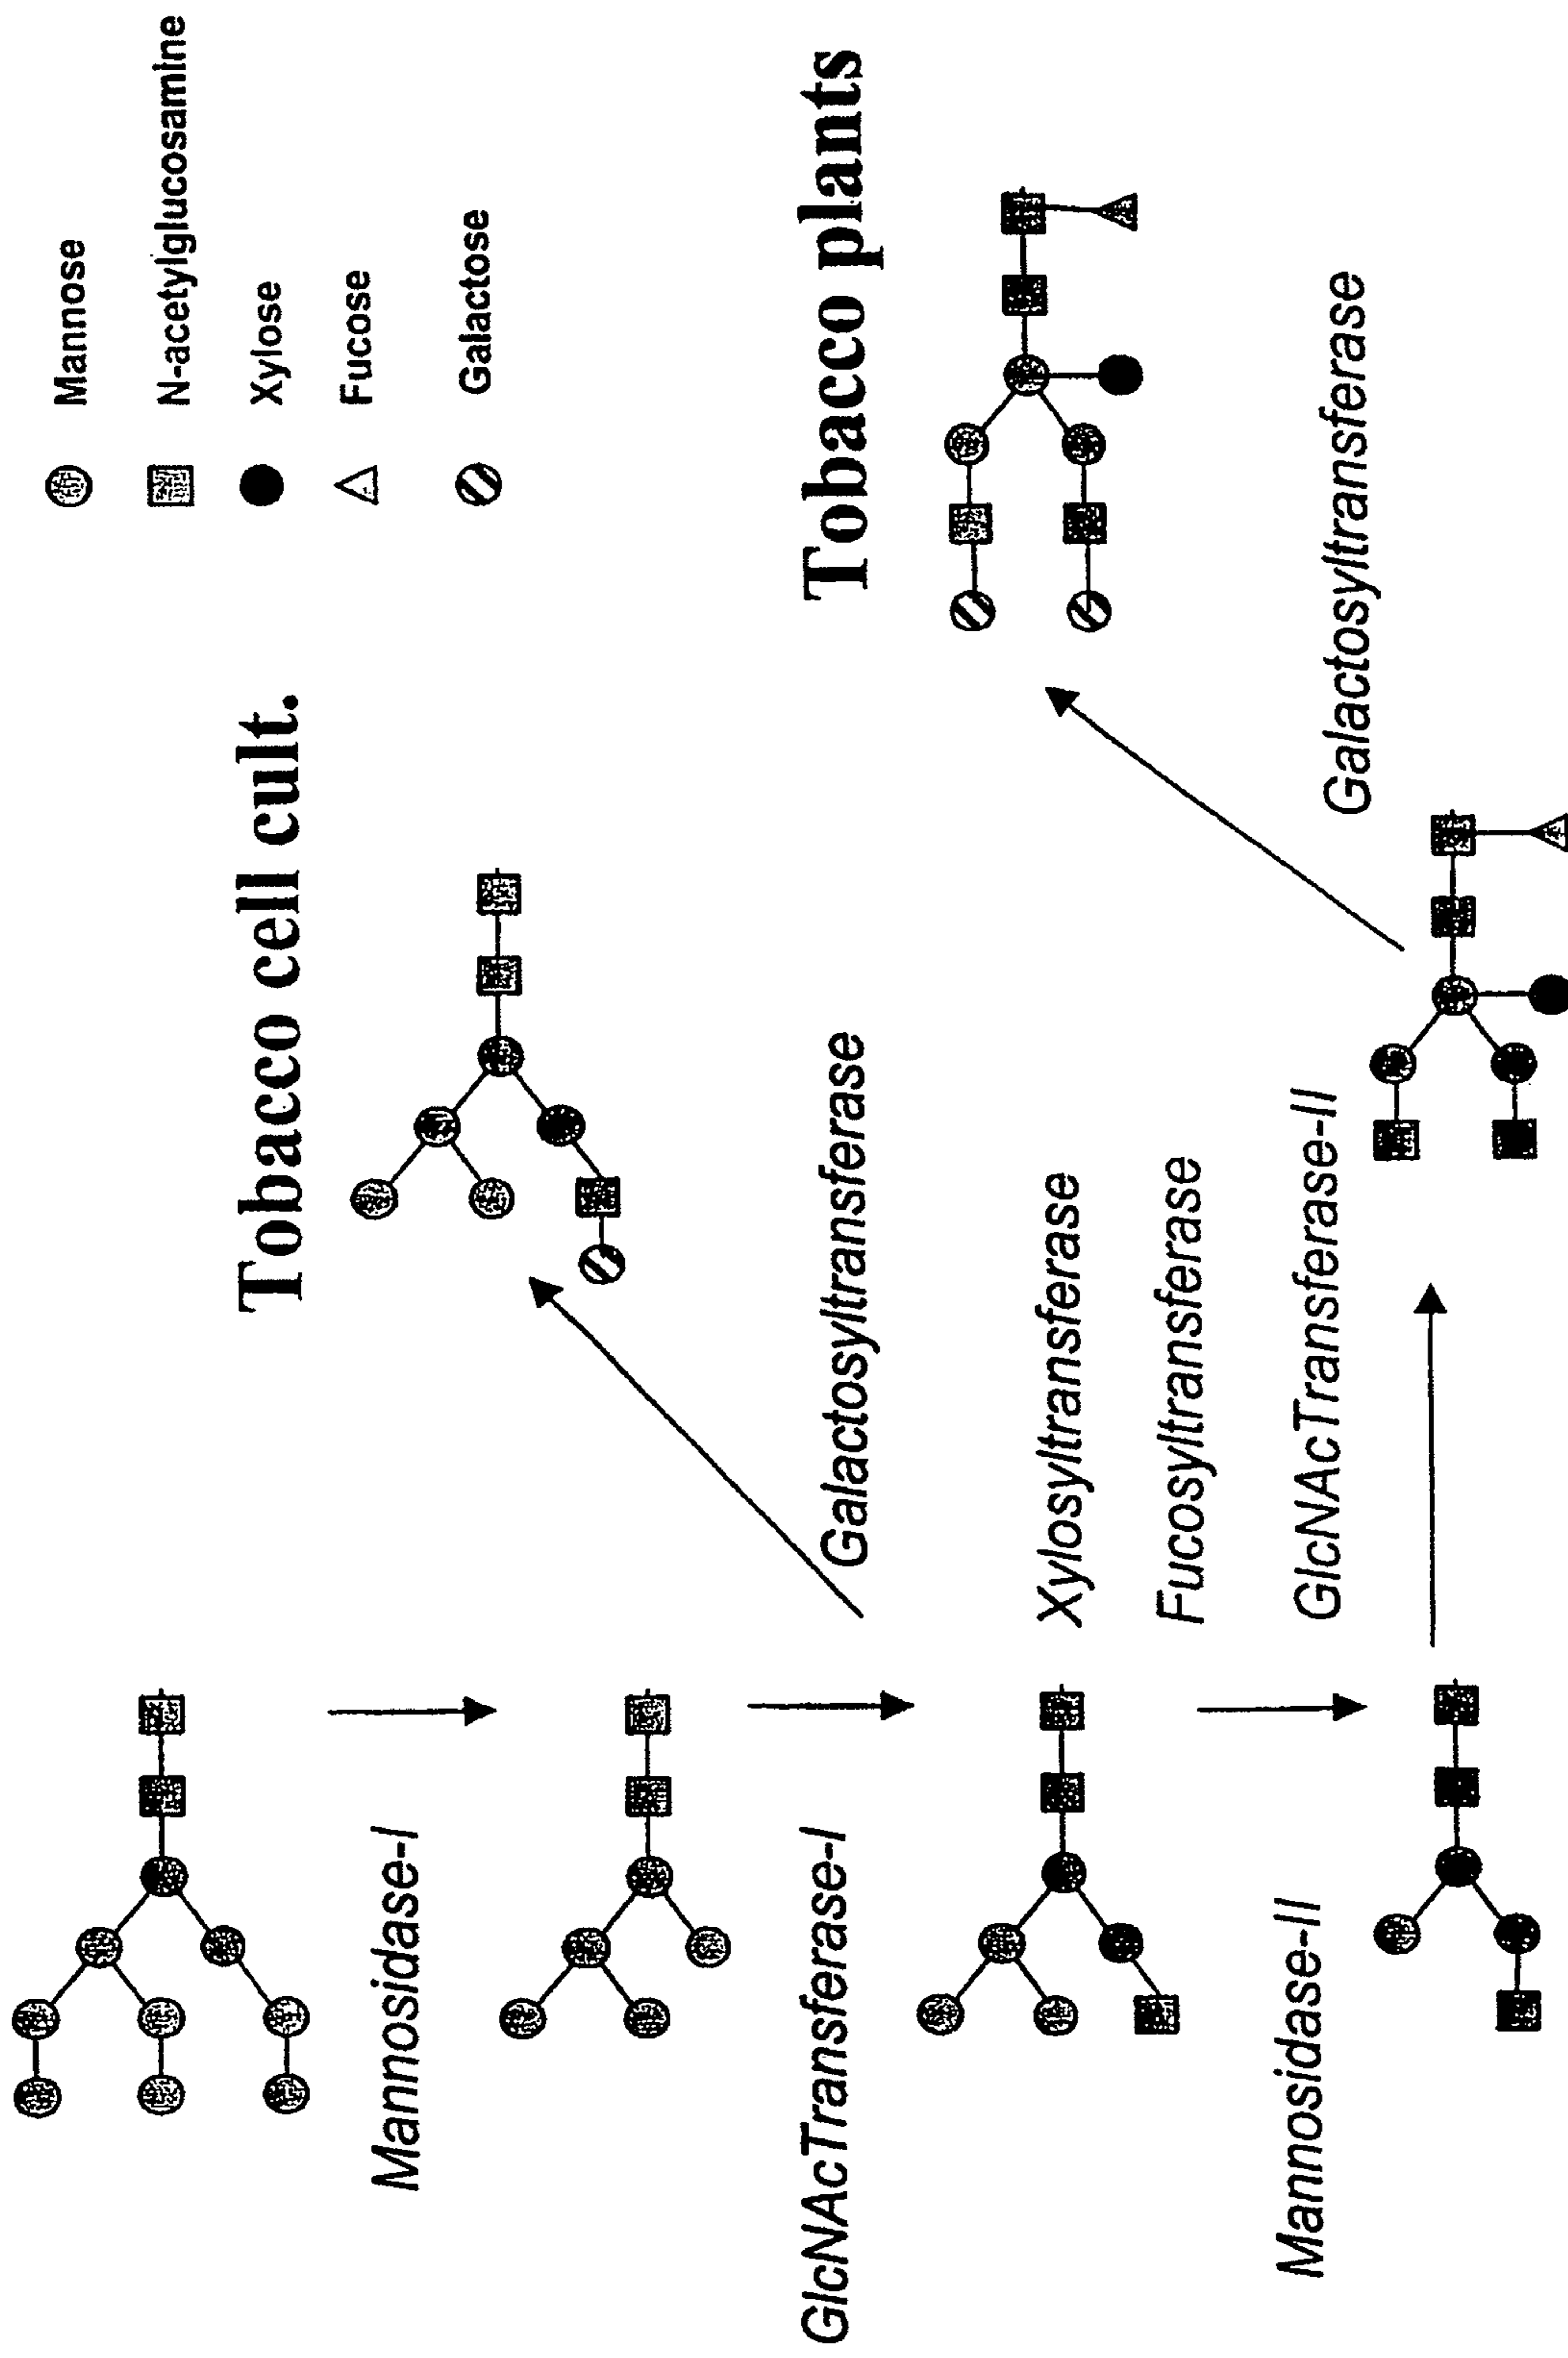 Mannose
N-acetylglucosamine
Xylose
Fucose
Galactose
Tobacco cell cult.
Tobacco plants
Mannosidase-I
GlcNAcTransferase-I
Galactosyltransferase
Xylosyltransferase
Fucosyltransferase
Mannosidase-II
GlcNAcTransferase-II
Galactosyltransferase